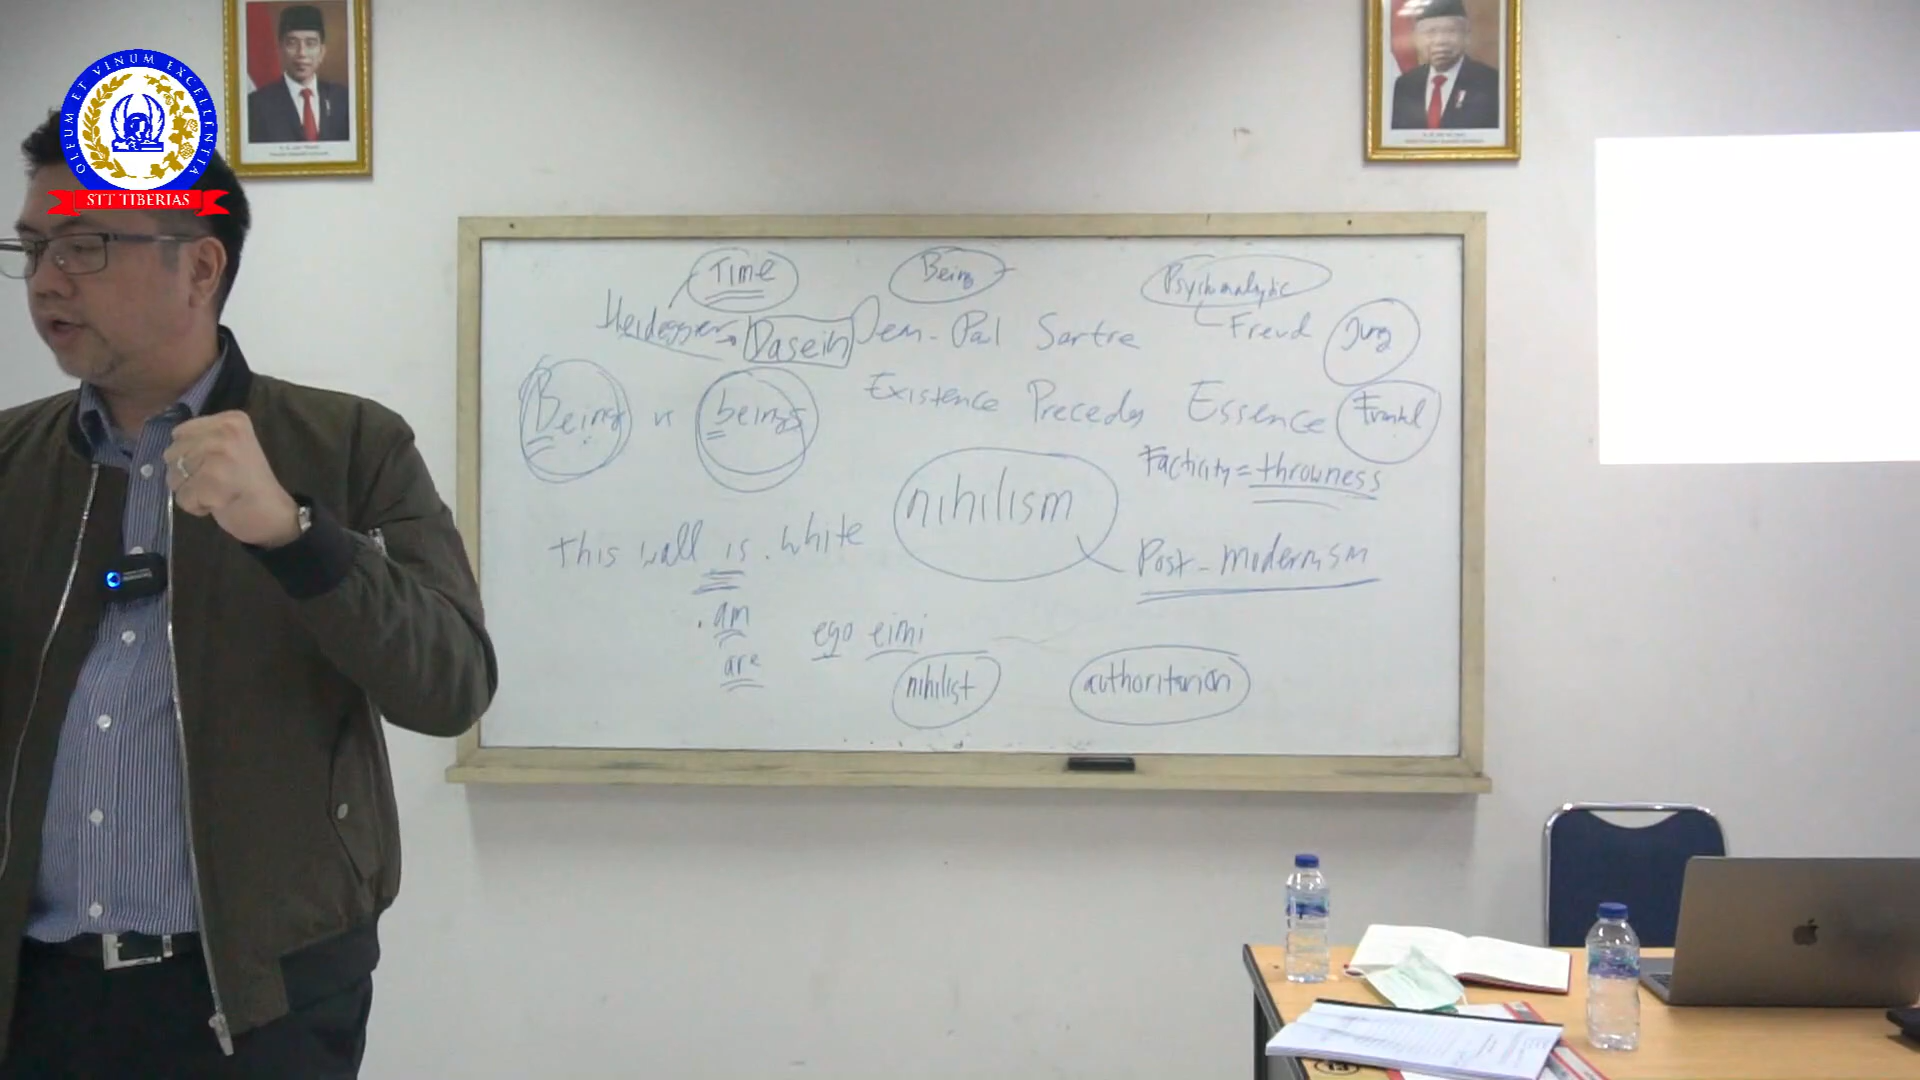 OLEUM ET VINUM EXCELLENTIA
STT TIBERIAS
Time Being Psychoanalytic
Heidegger → Dasein Jean-Paul Sartre Freud Jung
Being vs beings Existence Precedes Essence Frankl
Facticity = throwness
nihilism
This wall is white
Post-modernism
am
ego eimi
are
nihilist authoritarian